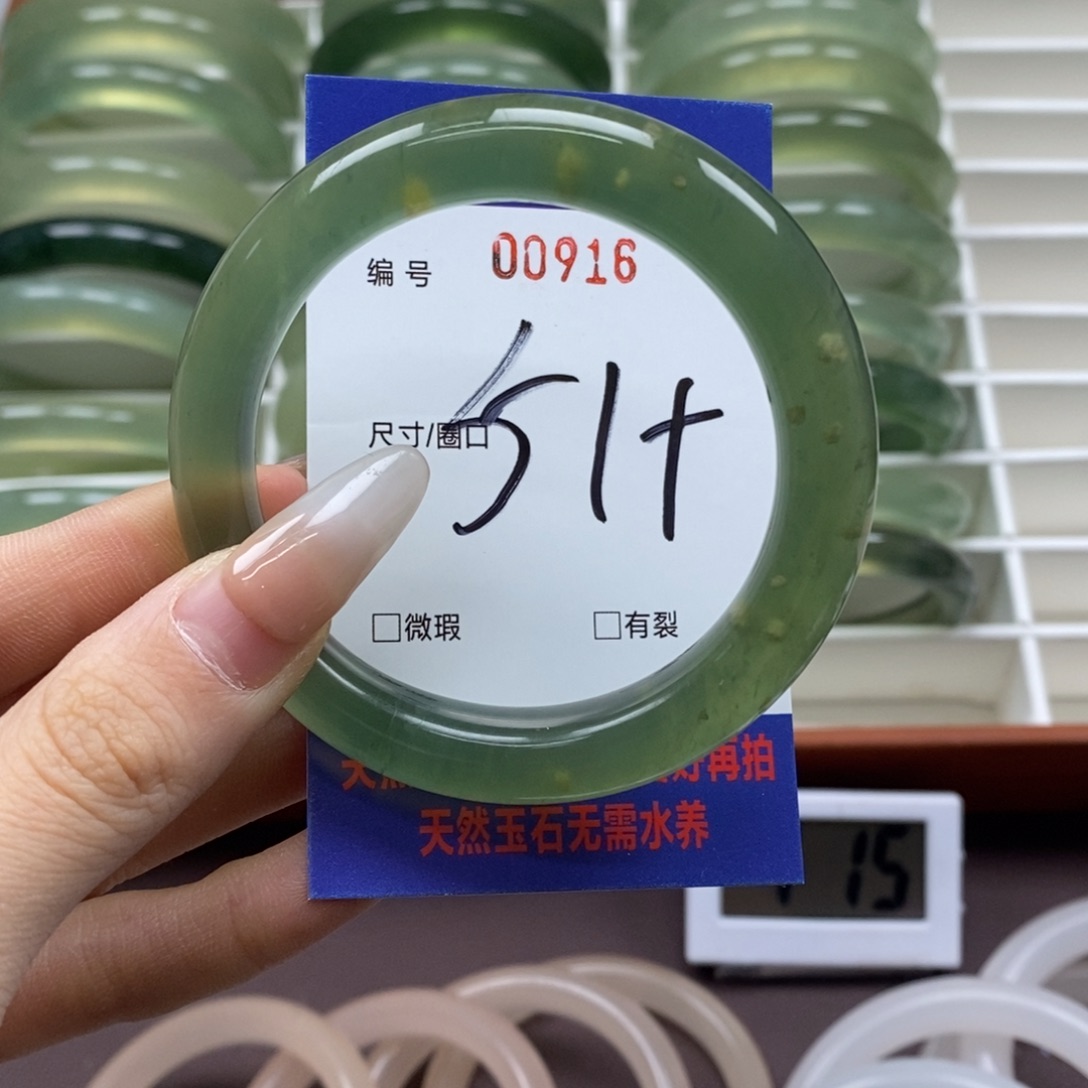 编号 00916
尺寸/圈口 51+
微瑕 有裂
再拍
天然玉石无需水养
15